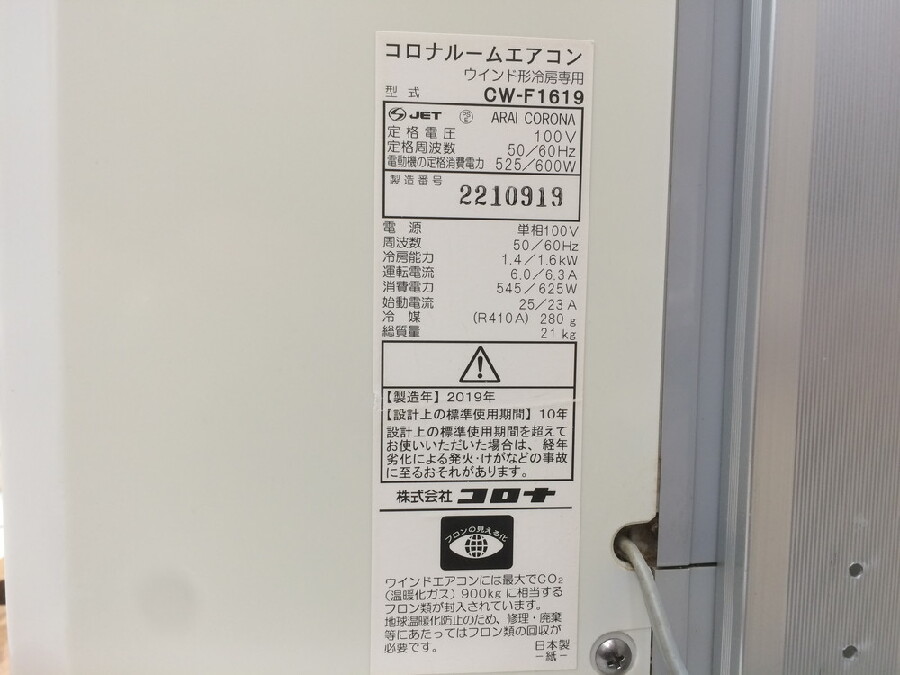 コロナルームエアコン
ウインド形冷房専用
型式 CW-F1619
JET ARAI CORONA
定格電圧 100V
定格周波数 50/60Hz
電動機の定格消費電力 525/600W
製造番号
2210919
電源 単相100V
周波数 50/60Hz
冷房能力 1.4/1.6kW
運転電流 6.0/6.3A
消費電力 545/625W
始動電流 25/23A
冷媒 (R410A) 280g
総質量 21kg
【製造年】2019年
【設計上の標準使用期間】10年
設計上の標準使用期間を超えて
お使いいただいた場合は、経年
劣化による発火・けがなどの事故
に至るおそれがあります。
株式会社 コロナ
フロンの見える化
ワインドエアコンには最大でCO₂
(温暖化ガス) 900kgに相当する
フロン類が封入されています。
地球温暖化防止のため、修理・廃棄
等にあたってはフロン類の回収が
必要です。
日本製
-紙-